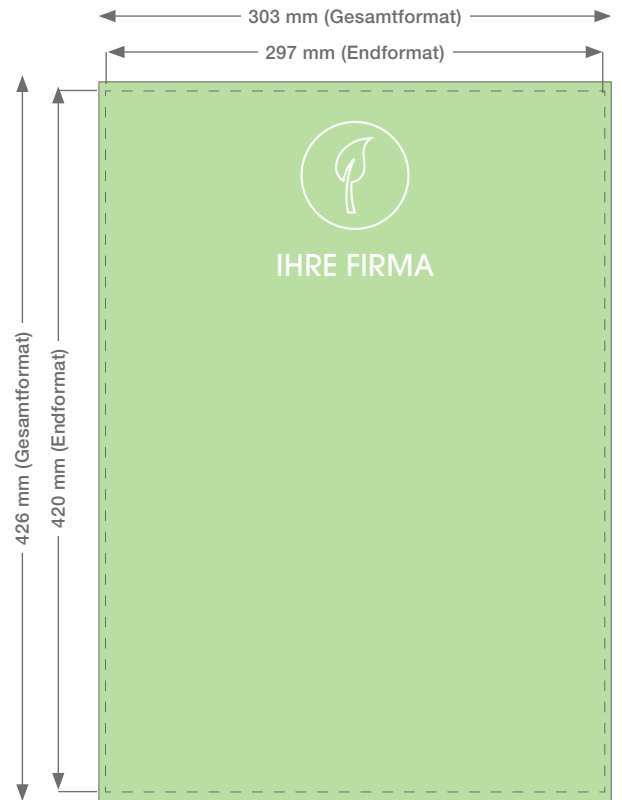 303 mm (Gesamtformat)
297 mm (Endformat)
IHRE FIRMA
426 mm (Gesamtformat)
420 mm (Endformat)